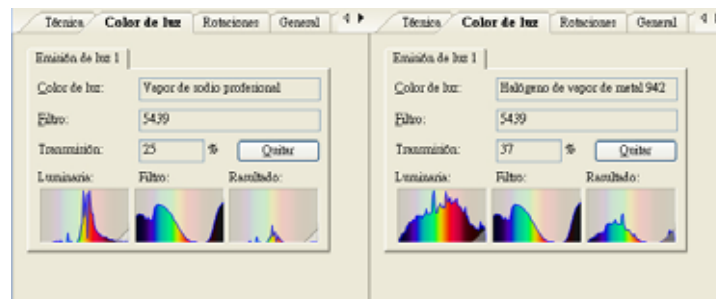 Técnica Color de luz Rotaciones General
Emisión de luz 1
Color de luz: Vapor de sodio profesional
Filtro: 5439
Transmisión: 25 % Quitar
Luminaria: Filtro: Resultado:
Técnica Color de luz Rotaciones General
Emisión de luz 1
Color de luz: Halógeno de vapor de metal 942
Filtro: 5439
Transmisión: 37 % Quitar
Luminaria: Filtro: Resultado: